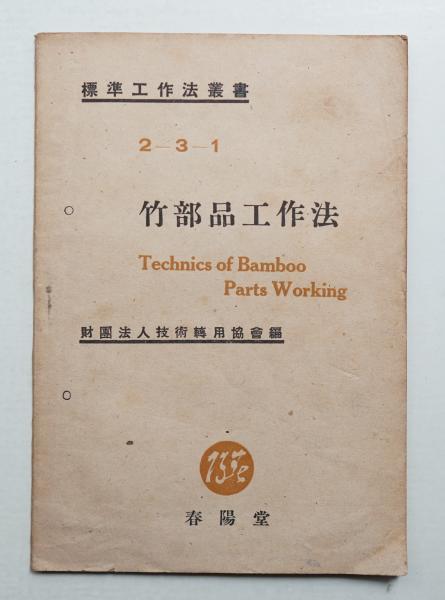 標準工作法叢書
2—3—1
竹部品工作法
Technics of Bamboo
Parts Working
財團法人技術轉用協會編
春陽堂